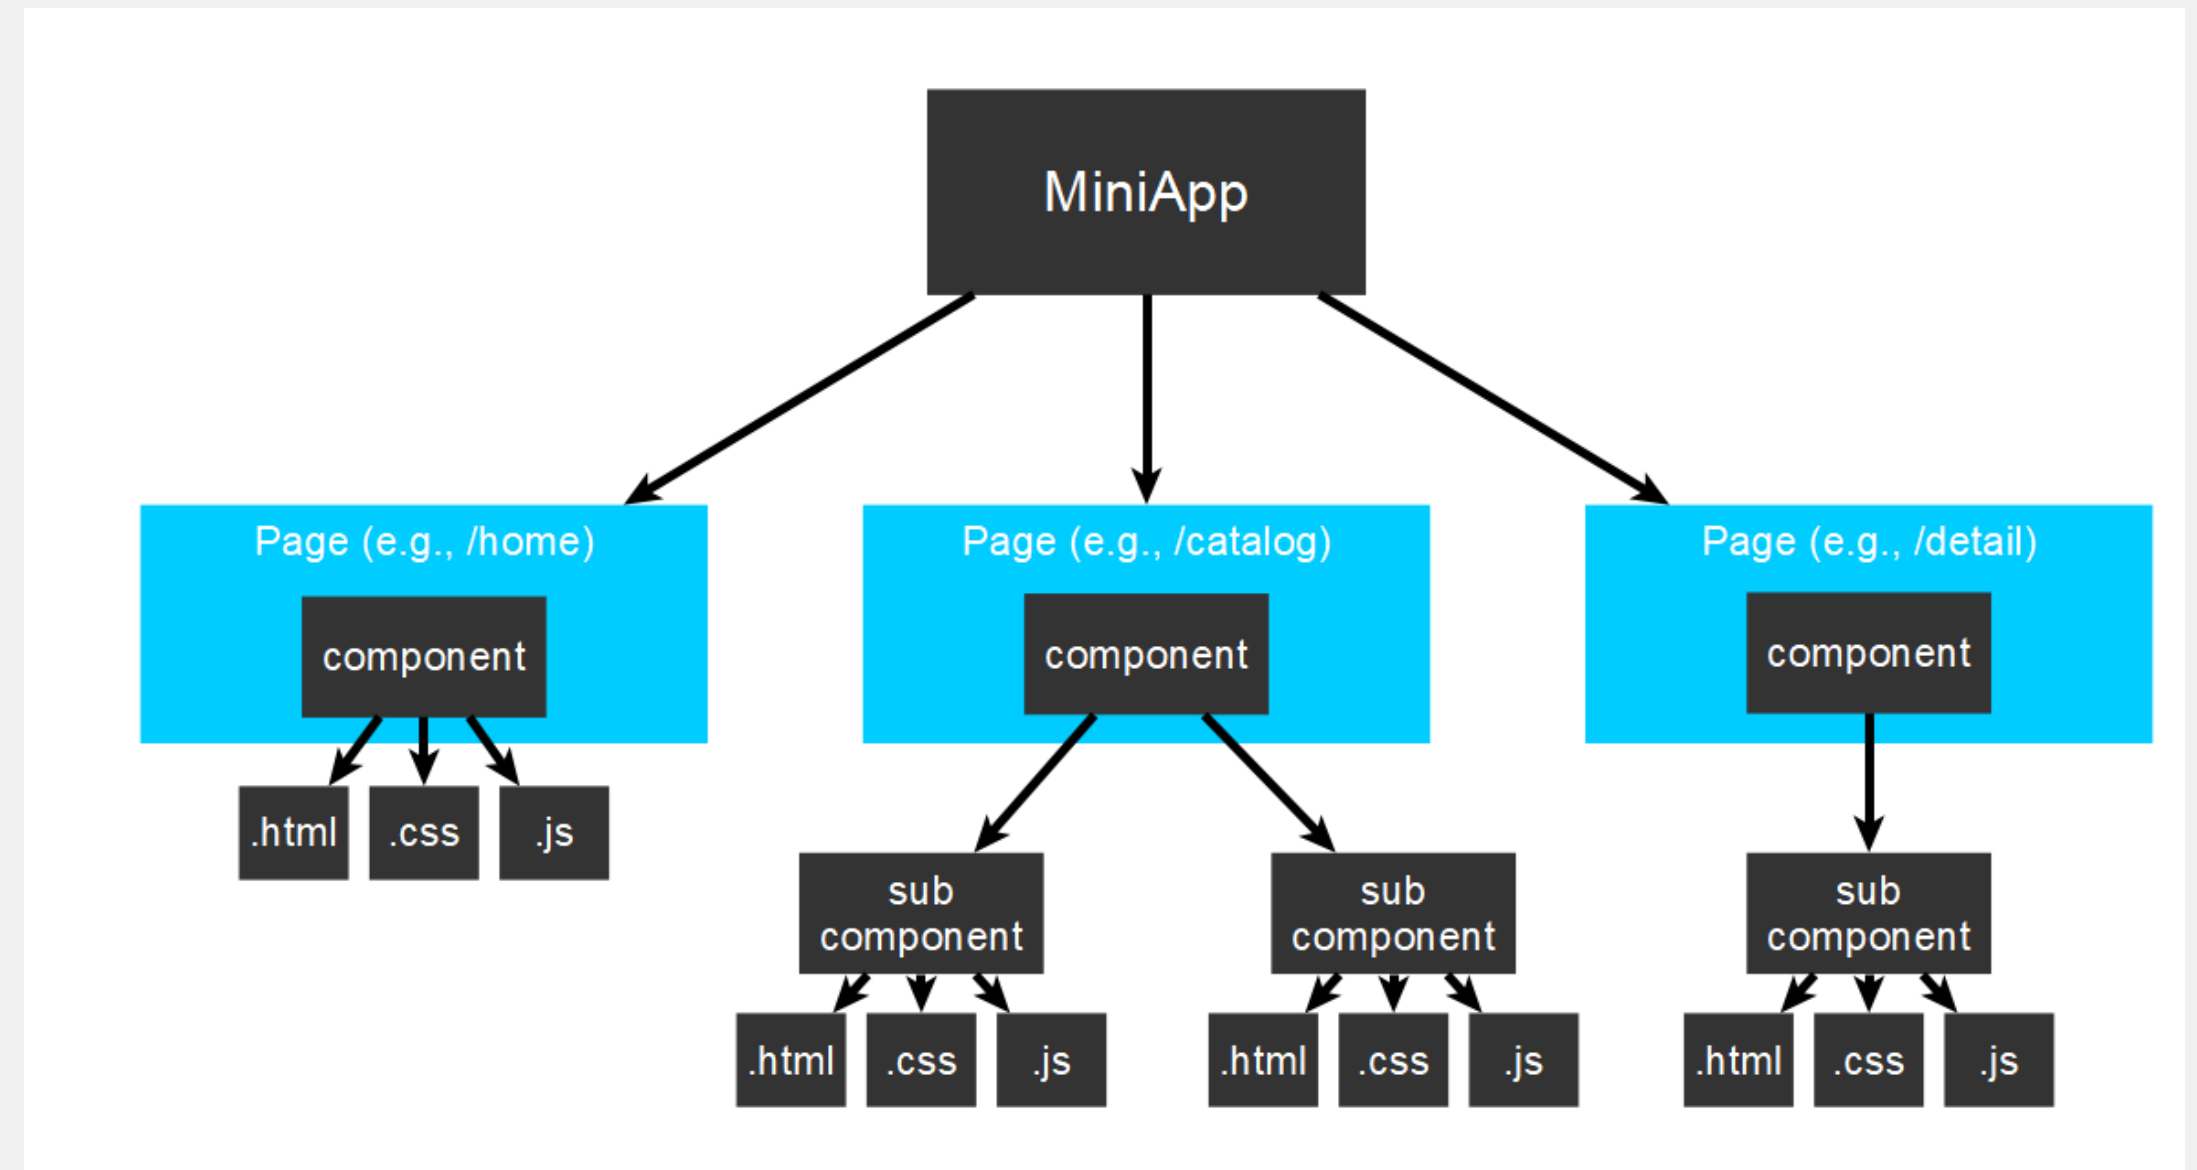 MiniApp
Page (e.g., /home)
Page (e.g., /catalog)
Page (e.g., /detail)
component
component
component
.html
.css
.js
sub
component
sub
component
sub
component
.html
.css
.js
.html
.css
.js
.html
.css
.js